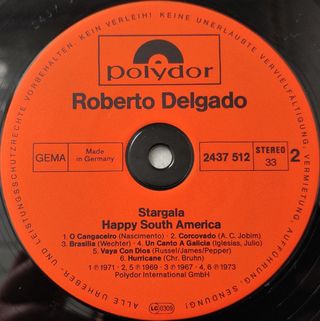 ALLE URHEBER- UND LEISTUNGSSCHUTZRECHTE VORBEHALTEN. KEIN VERLEIH! KEINE UNERLAUBTE VERVIELFÄLTIGUNG, VERMIETUNG, AUFFÜHRUNG, SENDUNG!
polydor
Roberto Delgado
GEMA
Made in Germany
2437 512
STEREO
33
2
Stargala
Happy South America
1. O Cangaceiro (Nascimento) · 2. Corcovado (A. C. Jobim)
3. Brasilia (Wechter) · 4. Un Canto A Galicia (Iglesias, Julio)
5. Vaya Con Dios (Russel/James/Pepper)
6. Hurricane (Chr. Bruhn)
1 ℗ 1971 · 2, 5 ℗ 1969 · 3 ℗ 1967 · 4, 6 ℗ 1973
Polydor International GmbH
LC 0309